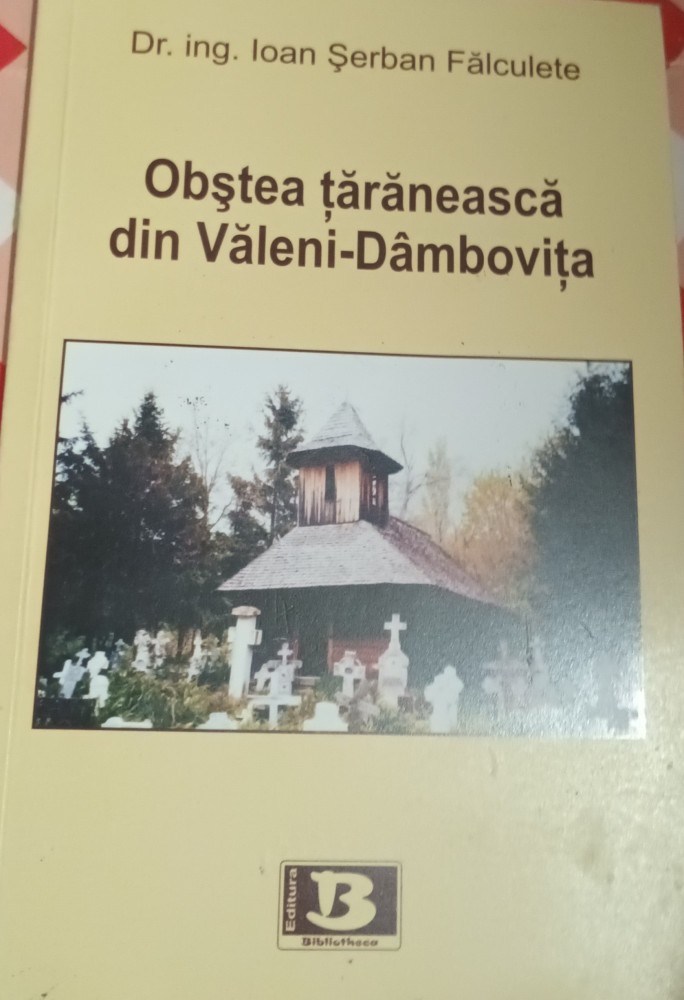 Dr. ing. Ioan Şerban Fălculete
Obştea ţărănească
din Văleni-Dâmboviţa
Editura
B
Bibliotheca